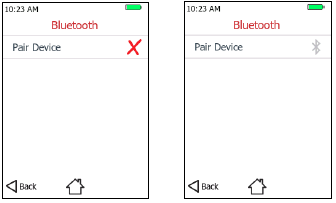 10:23 AM
Bluetooth
Pair Device
Back
10:23 AM
Bluetooth
Pair Device
Back